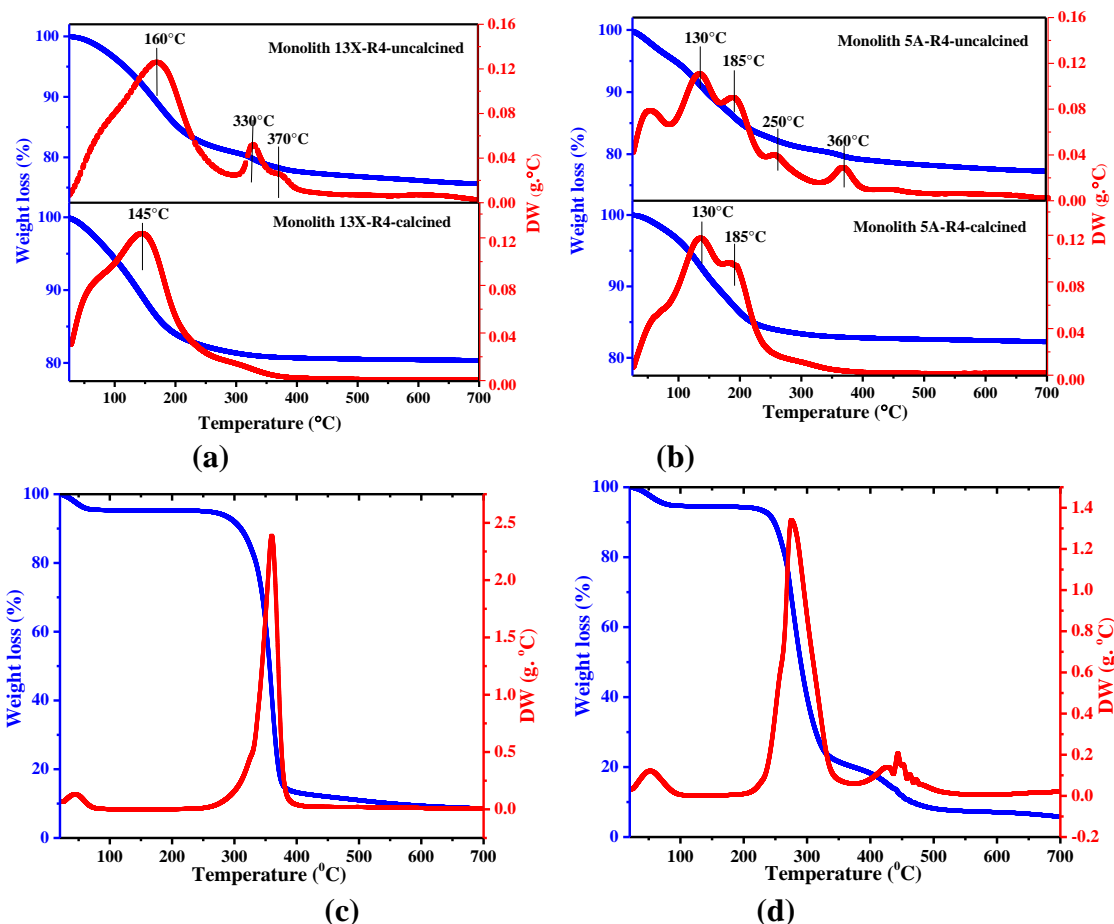 Monolith 13X-R4-uncalcined
160°C
330°C
370°C
100
90
80
0.16
0.12
0.08
0.04
0.00
Monolith 13X-R4-calcined
145°C
100
90
80
0.12
0.08
0.04
0.00
Weight loss (%)
DW (g.°C)
100 200 300 400 500 600 700
Temperature (°C)
(a)
Monolith 5A-R4-uncalcined
130°C
185°C
250°C
360°C
100
90
80
0.16
0.12
0.08
0.04
0.00
Monolith 5A-R4-calcined
130°C
185°C
100
90
80
0.12
0.08
0.04
0.00
Weight loss (%)
DW (g.°C)
100 200 300 400 500 600 700
Temperature (°C)
(b)
100
80
60
40
20
0
Weight loss (%)
2.5
2.0
1.5
1.0
0.5
0.0
DW (g. °C)
100 200 300 400 500 600 700
Temperature (⁰C)
(c)
100
80
60
40
20
0
Weight loss (%)
1.4
1.2
1.0
0.8
0.6
0.4
0.2
0.0
-0.2
DW (g. °C)
100 200 300 400 500 600 700
Temperature (⁰C)
(d)